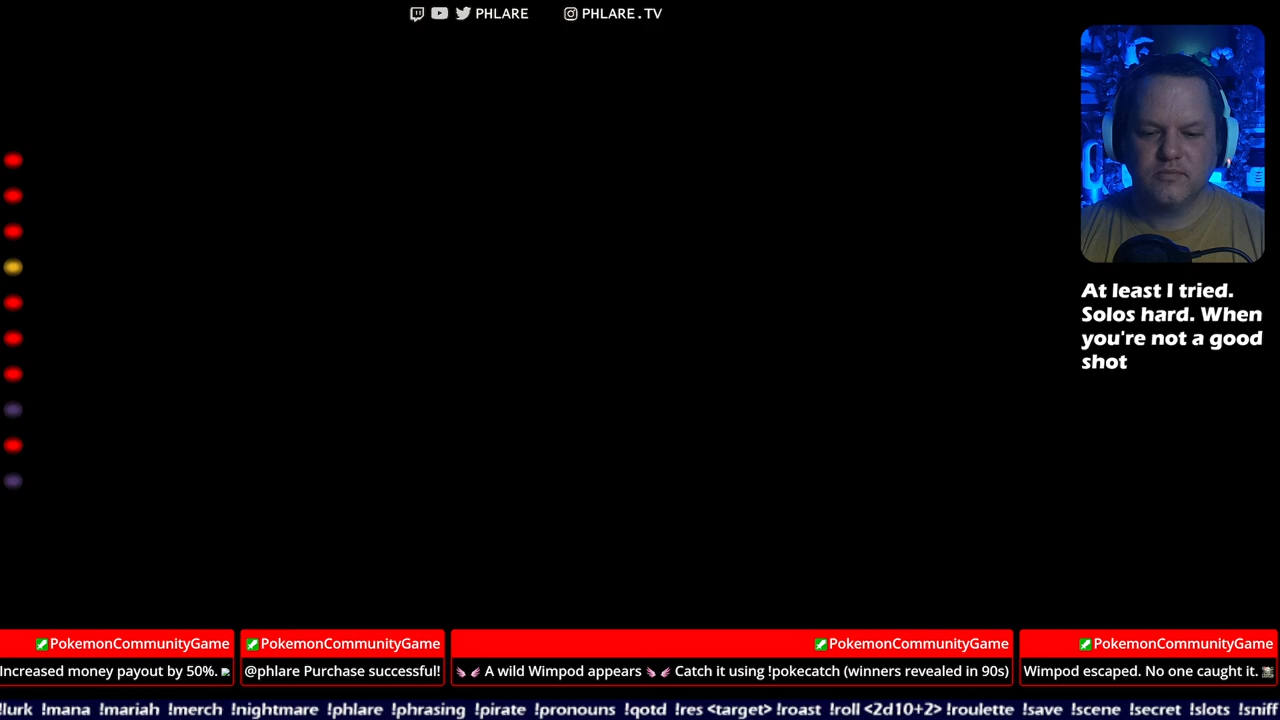 PHLARE PHLARE.TV
At least I tried.
Solos hard. When
you're not a good
shot
PokemonCommunityGame PokemonCommunityGame PokemonCommunityGame PokemonCommunityGame
Increased money payout by 50%. @phlare Purchase successful! A wild Wimpod appears Catch it using !pokecatch (winners revealed in 90s) Wimpod escaped. No one caught it.
!lurk !mana !mariah !merch !nightmare !phlare !phrasing !pirate !pronouns !qotd !res <target> !roast !roll <2d10+2> !roulette !save !scene !secret !slots !sniff